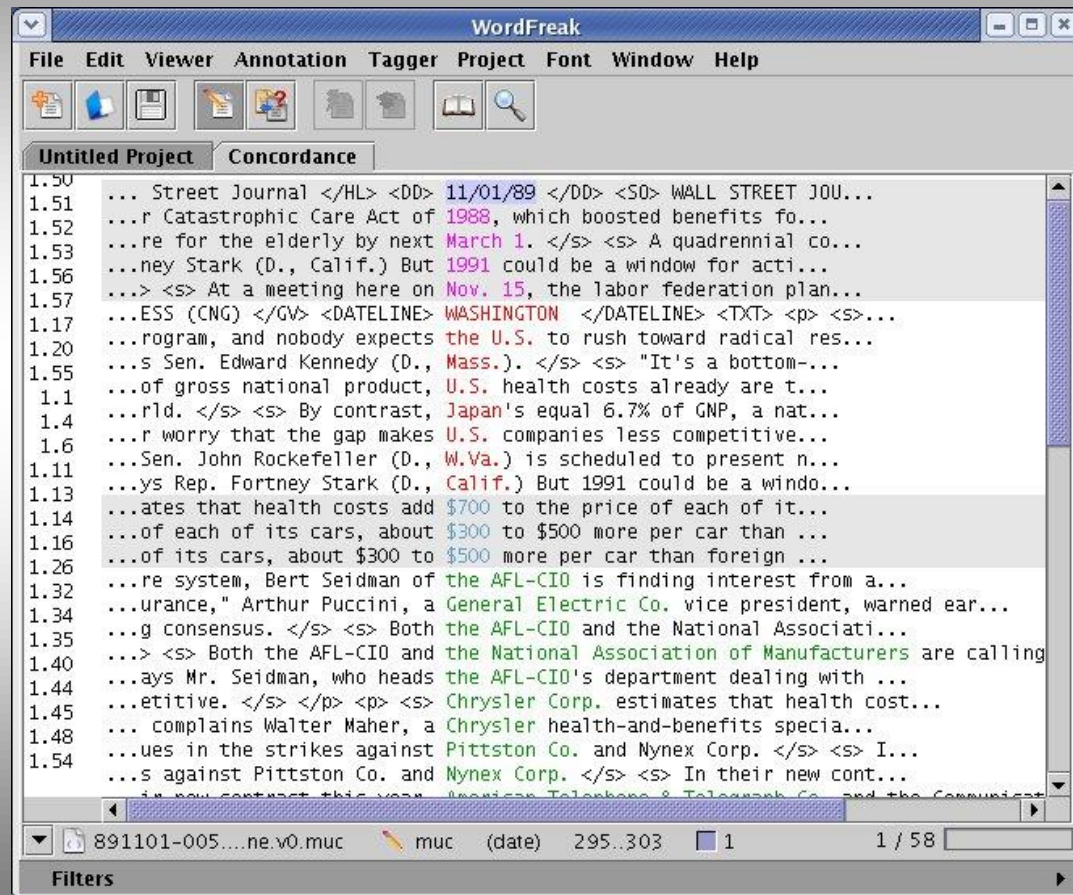 WordFreak
File Edit Viewer Annotation Tagger Project Font Window Help
Untitled Project Concordance
1.50
1.51 ... Street Journal </HL> <DD> 11/01/89 </DD> <SO> WALL STREET JOU...
1.52 ...r Catastrophic Care Act of 1988, which boosted benefits fo...
1.53 ...re for the elderly by next March 1. </s> <s> A quadrennial co...
1.56 ...ney Stark (D., Calif.) But 1991 could be a window for acti...
1.57 ...> <s> At a meeting here on Nov. 15, the labor federation plan...
1.17 ...ESS (CNG) </GV> <DATELINE> WASHINGTON </DATELINE> <TXT> <p> <s>...
1.20 ...rogram, and nobody expects the U.S. to rush toward radical res...
1.55 ...s Sen. Edward Kennedy (D., Mass.). </s> <s> "It's a bottom-...
1.1 ...of gross national product, U.S. health costs already are t...
1.4 ...rld. </s> <s> By contrast, Japan's equal 6.7% of GNP, a nat...
1.6 ...r worry that the gap makes U.S. companies less competitive...
1.11 ...Sen. John Rockefeller (D., W.Va.) is scheduled to present n...
1.13 ...ys Rep. Fortney Stark (D., Calif.) But 1991 could be a windo...
1.14 ...ates that health costs add $700 to the price of each of it...
1.16 ...of each of its cars, about $300 to $500 more per car than ...
1.26 ...of its cars, about $300 to $500 more per car than foreign ...
1.32 ...re system, Bert Seidman of the AFL-CIO is finding interest from a...
1.34 ...urance," Arthur Puccini, a General Electric Co. vice president, warned ear...
1.35 ...g consensus. </s> <s> Both the AFL-CIO and the National Associati...
1.40 ...> <s> Both the AFL-CIO and the National Association of Manufacturers are calling
1.44 ...ays Mr. Seidman, who heads the AFL-CIO's department dealing with ...
1.45 ...etitive. </s> </p> <p> <s> Chrysler Corp. estimates that health cost...
1.48 ... complains Walter Maher, a Chrysler health-and-benefits specia...
1.54 ...ues in the strikes against Pittston Co. and Nynex Corp. </s> <s> I...
...s against Pittston Co. and Nynex Corp. </s> <s> In their new cont...
... in new contract this year, American Telephone & Telegraph Co. and the Communicat
891101-005....ne.v0.muc muc (date) 295..303 1 1 / 58
Filters